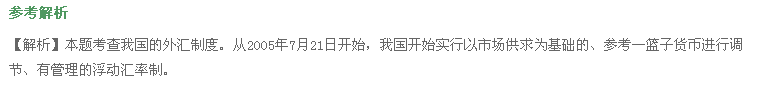 参考解析
【解析】本题考查我国的外汇制度。从2005年7月21日开始，我国开始实行以市场供求为基础的、参考一篮子货币进行调
节、有管理的浮动汇率制。